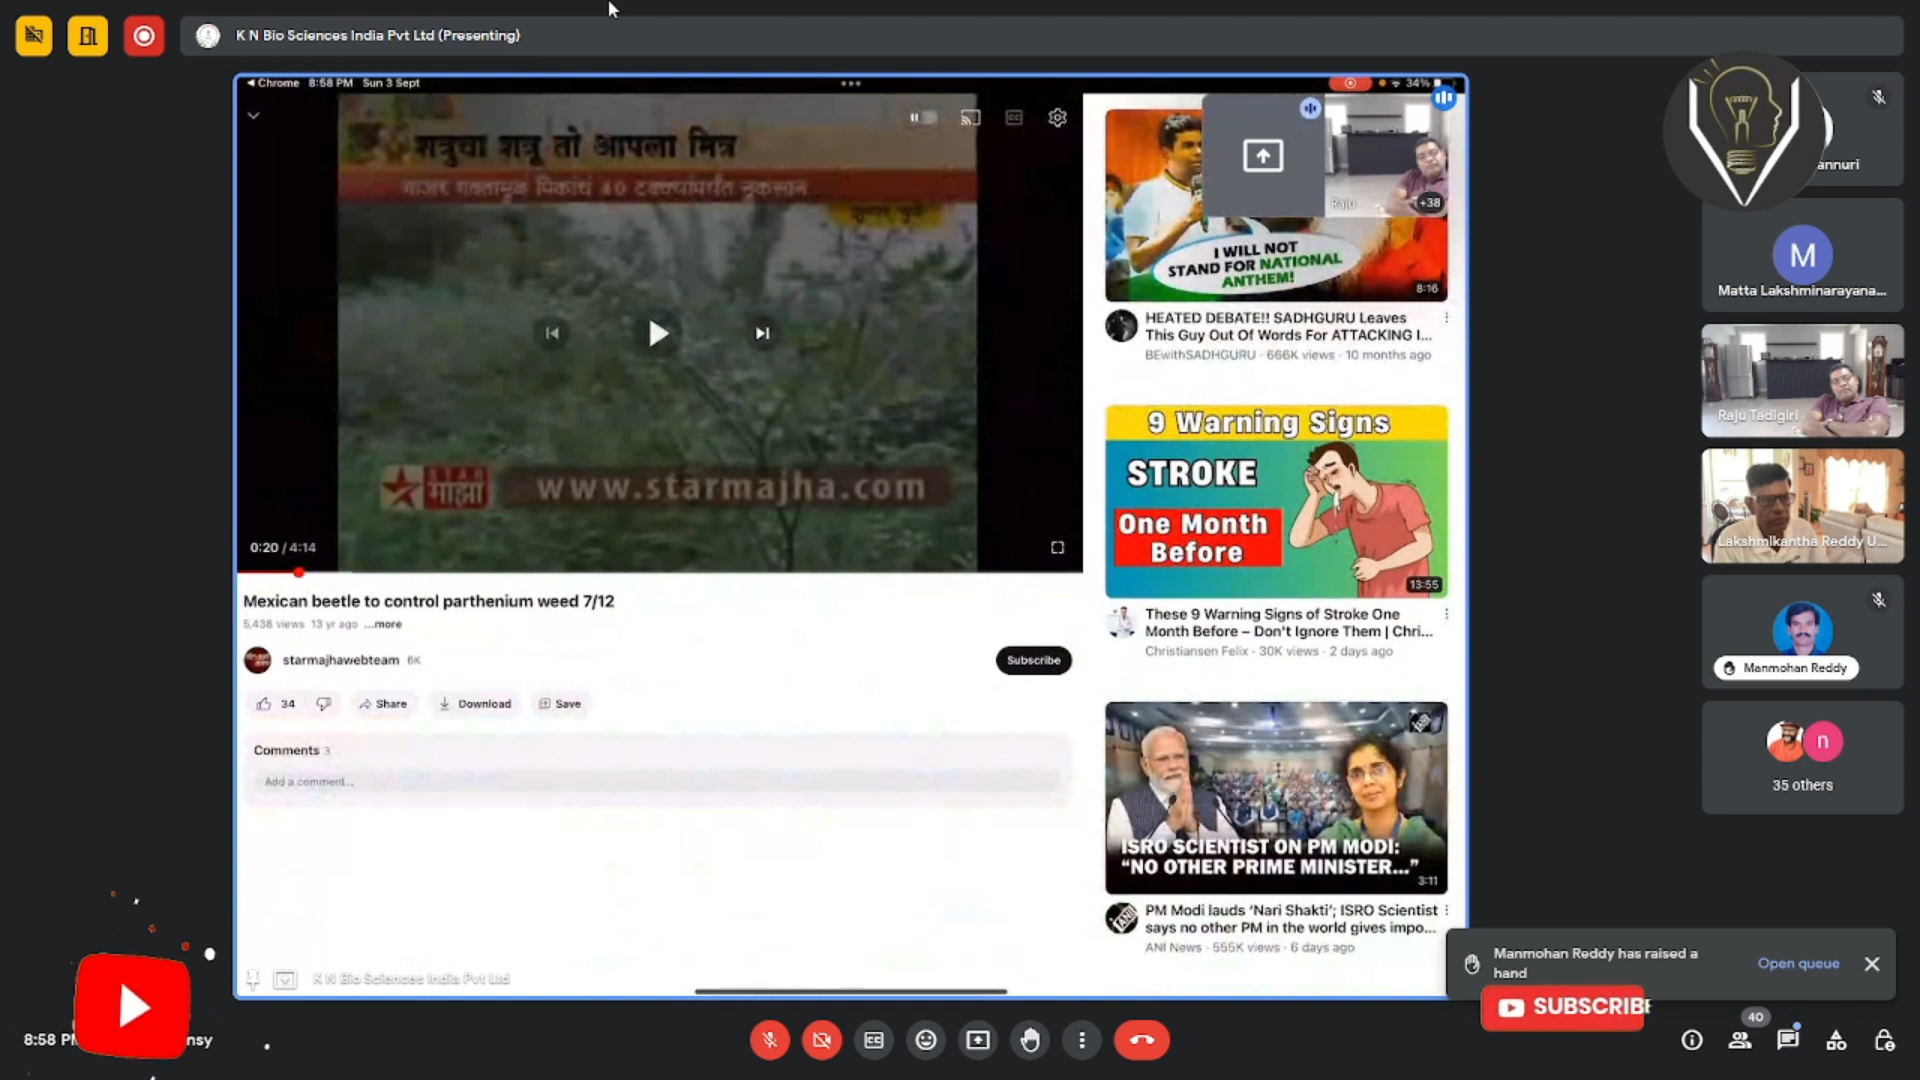 K N Bio Sciences India Pvt Ltd (Presenting)
Chrome 8:58 PM Sun 3 Sept
34%
शत्रुचा शत्रू तो आपला मित्र
गाजर गवतामूळ पिकांचं 40 टक्क्यांपर्यंत नुकसान
STAR
माझा
www.starmajha.com
0:20 / 4:14
Mexican beetle to control parthenium weed 7/12
5,438 views 13 yr ago ...more
starmajhawebteam 6K
Subscribe
34
Share
Download
Save
Comments 3
Add a comment...
K N Bio Sciences India Pvt Ltd
Raju
+38
I WILL NOT
STAND FOR NATIONAL
ANTHEM!
8:16
HEATED DEBATE!! SADHGURU Leaves
This Guy Out Of Words For ATTACKING I...
BEwithSADHGURU · 666K views · 10 months ago
9 Warning Signs
STROKE
One Month
Before
13:55
These 9 Warning Signs of Stroke One
Month Before – Don't Ignore Them | Chri...
Christiansen Felix · 30K views · 2 days ago
ISRO SCIENTIST ON PM MODI:
“NO OTHER PRIME MINISTER...”
3:11
PM Modi lauds ‘Nari Shakti’; ISRO Scientist
says no other PM in the world gives impo...
ANI News · 555K views · 6 days ago
annuri
M
Matta Lakshminarayana...
Raju Tadigiri
Lakshmikantha Reddy U...
Manmohan Reddy
n
35 others
Manmohan Reddy has raised a
hand
Open queue
SUBSCRIBE
8:58 PM
nsy
CC
40